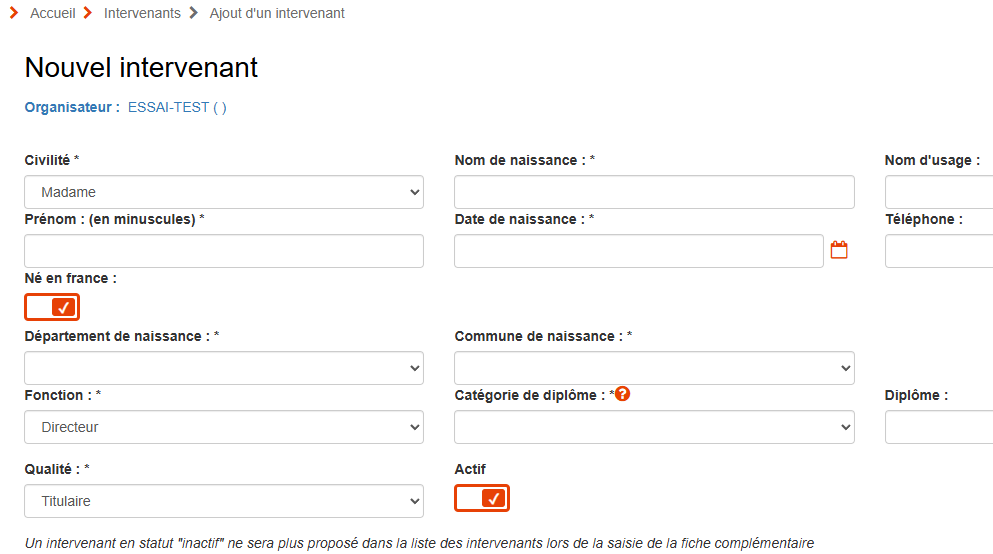 Accueil Intervenants Ajout d'un intervenant
Nouvel intervenant
Organisateur : ESSAI-TEST ( )
Civilité * Nom de naissance : * Nom d'usage :
Madame
Prénom : (en minuscules) * Date de naissance : * Téléphone :
Né en france :
Département de naissance : * Commune de naissance : *
Fonction : * Catégorie de diplôme : * ? Diplôme :
Directeur
Qualité : * Actif
Titulaire
Un intervenant en statut "inactif" ne sera plus proposé dans la liste des intervenants lors de la saisie de la fiche complémentaire